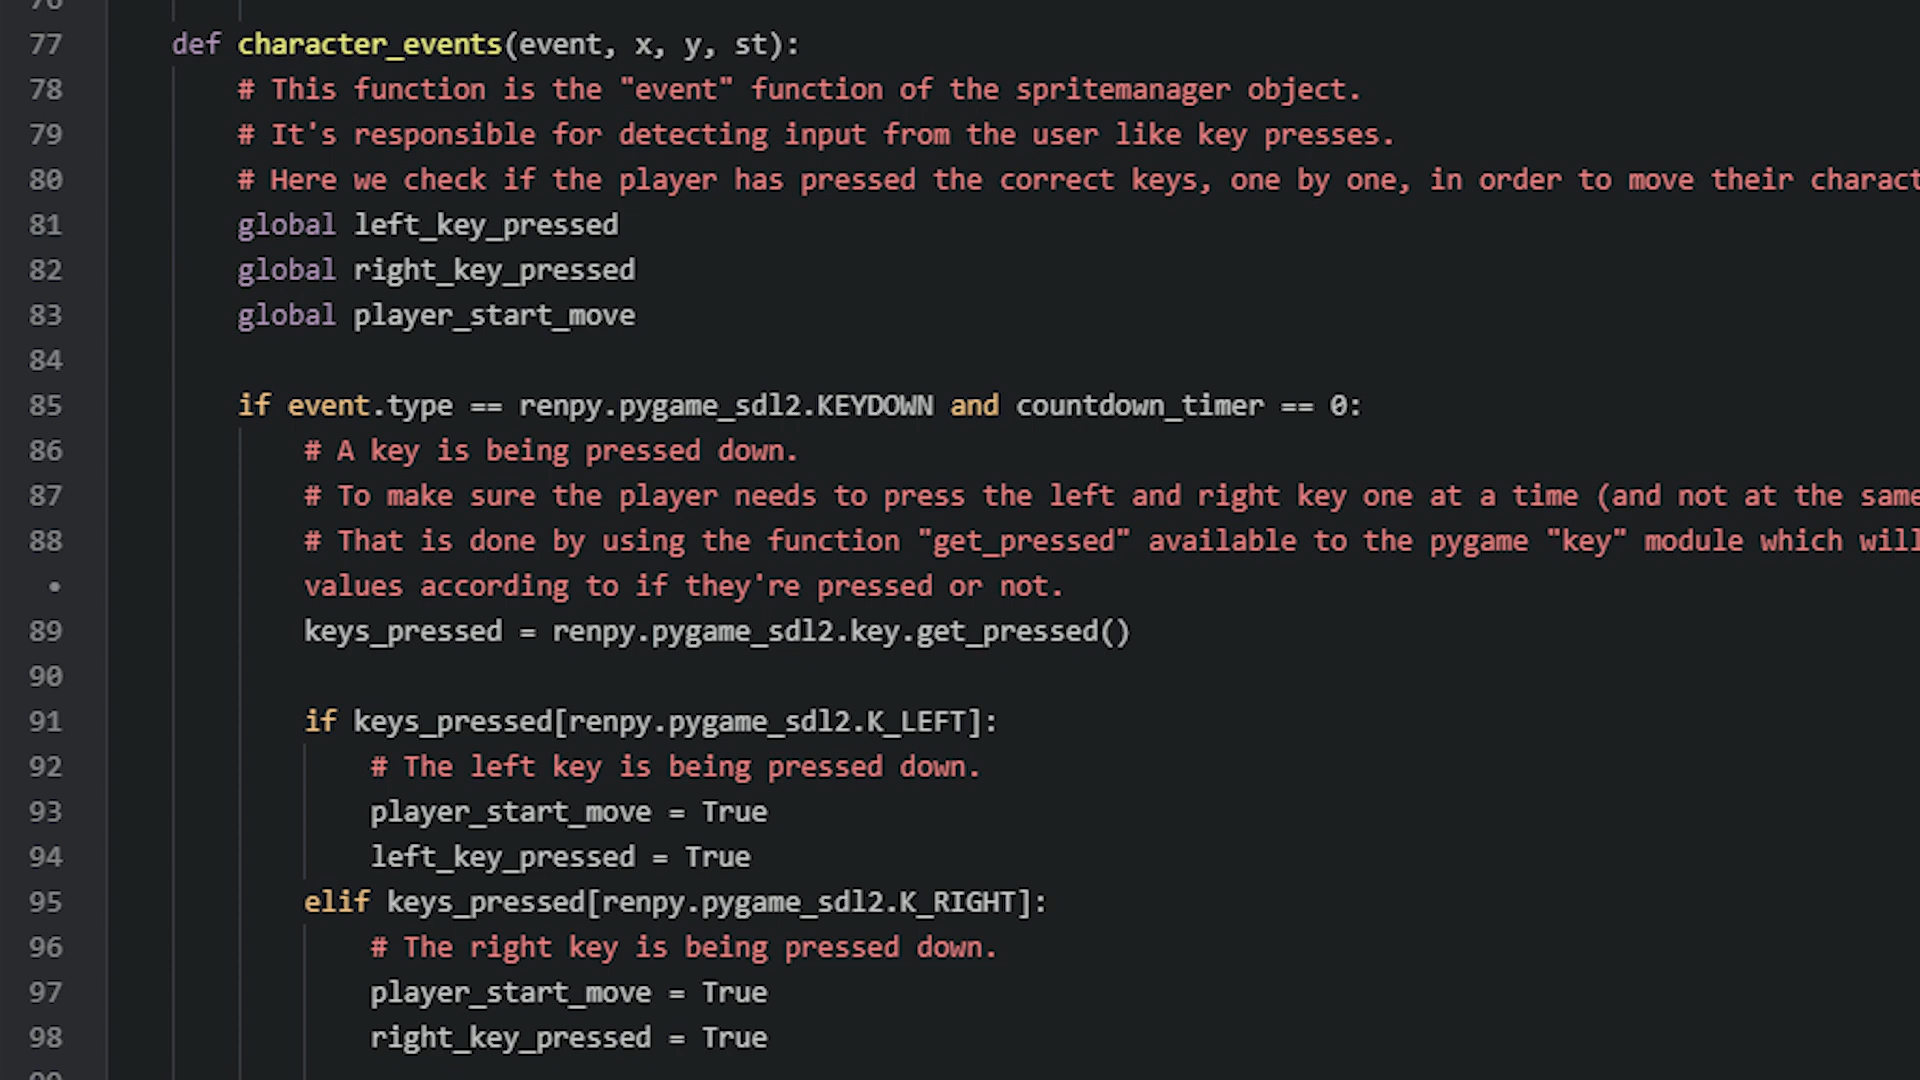 77 def character_events(event, x, y, st):
78 # This function is the "event" function of the spritemanager object.
79 # It's responsible for detecting input from the user like key presses.
80 # Here we check if the player has pressed the correct keys, one by one, in order to move their charact
81 global left_key_pressed
82 global right_key_pressed
83 global player_start_move
84
85 if event.type == renpy.pygame_sdl2.KEYDOWN and countdown_timer == 0:
86 # A key is being pressed down.
87 # To make sure the player needs to press the left and right key one at a time (and not at the same
88 # That is done by using the function "get_pressed" available to the pygame "key" module which will
• values according to if they're pressed or not.
89 keys_pressed = renpy.pygame_sdl2.key.get_pressed()
90
91 if keys_pressed[renpy.pygame_sdl2.K_LEFT]:
92 # The left key is being pressed down.
93 player_start_move = True
94 left_key_pressed = True
95 elif keys_pressed[renpy.pygame_sdl2.K_RIGHT]:
96 # The right key is being pressed down.
97 player_start_move = True
98 right_key_pressed = True